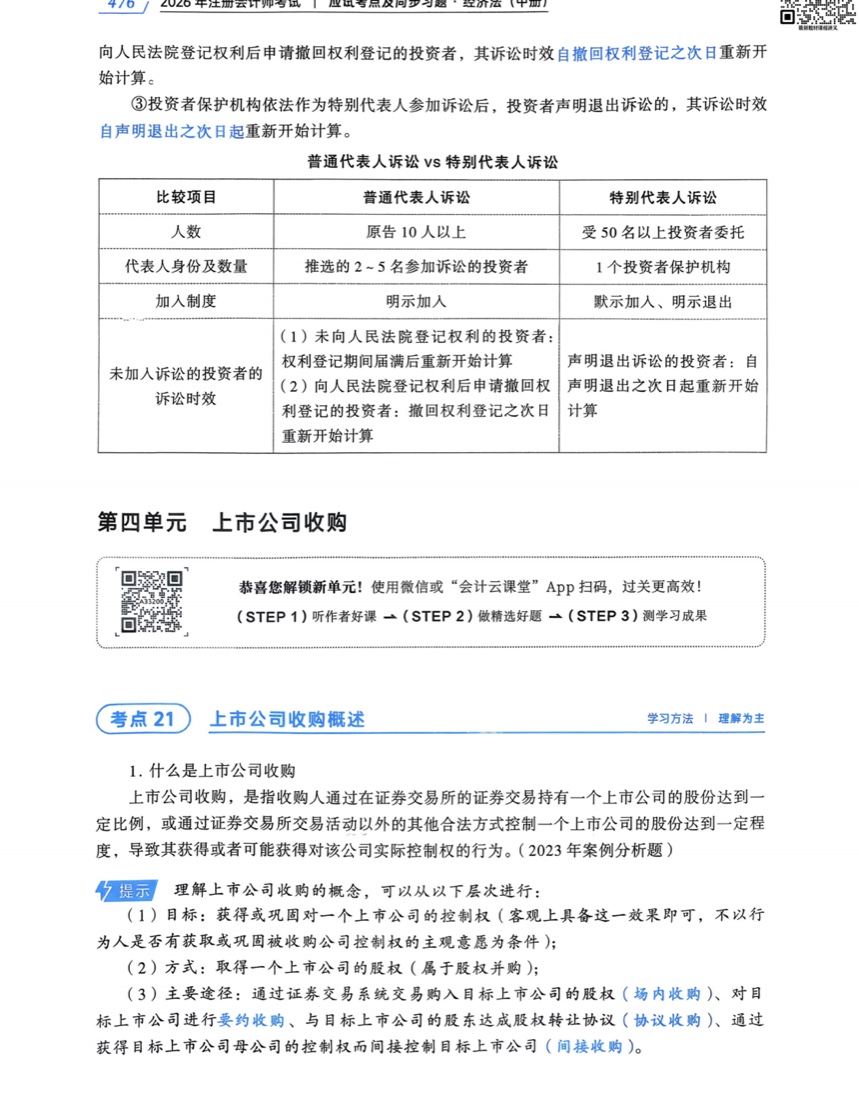 476 2026年注册会计师考试 | 应试考点及同步习题·经济法（中册）
向人民法院登记权利后申请撤回权利登记的投资者，其诉讼时效自撤回权利登记之次日重新开
始计算。
③投资者保护机构依法作为特别代表人参加诉讼后，投资者声明退出诉讼的，其诉讼时效
自声明退出之次日起重新开始计算。
普通代表人诉讼 vs 特别代表人诉讼
比较项目 普通代表人诉讼 特别代表人诉讼
人数 原告10人以上 受50名以上投资者委托
代表人身份及数量 推选的2~5名参加诉讼的投资者 1个投资者保护机构
加入制度 明示加入 默示加入、明示退出
未加入诉讼的投资者的
诉讼时效
（1）未向人民法院登记权利的投资者：
权利登记期间届满后重新开始计算
（2）向人民法院登记权利后申请撤回权
利登记的投资者：撤回权利登记之次日
重新开始计算
声明退出诉讼的投资者：自
声明退出之次日起重新开始
计算
第四单元 上市公司收购
恭喜您解锁新单元！使用微信或“会计云课堂”App扫码，过关更高效！
（STEP 1）听作者好课 ⇀（STEP 2）做精选好题 ⇀（STEP 3）测学习成果
考点 21 上市公司收购概述 学习方法 | 理解为主
1. 什么是上市公司收购
上市公司收购，是指收购人通过在证券交易所的证券交易持有一个上市公司的股份达到一
定比例，或通过证券交易所交易活动以外的其他合法方式控制一个上市公司的股份达到一定程
度，导致其获得或者可能获得对该公司实际控制权的行为。（2023年案例分析题）
提示 理解上市公司收购的概念，可以从以下层次进行：
（1）目标：获得或巩固对一个上市公司的控制权（客观上具备这一效果即可，不以行
为人是否有获取或巩固被收购公司控制权的主观意愿为条件）；
（2）方式：取得一个上市公司的股权（属于股权并购）；
（3）主要途径：通过证券交易系统交易购入目标上市公司的股权（场内收购）、对目
标上市公司进行要约收购、与目标上市公司的股东达成股权转让协议（协议收购）、通过
获得目标上市公司母公司的控制权而间接控制目标上市公司（间接收购）。